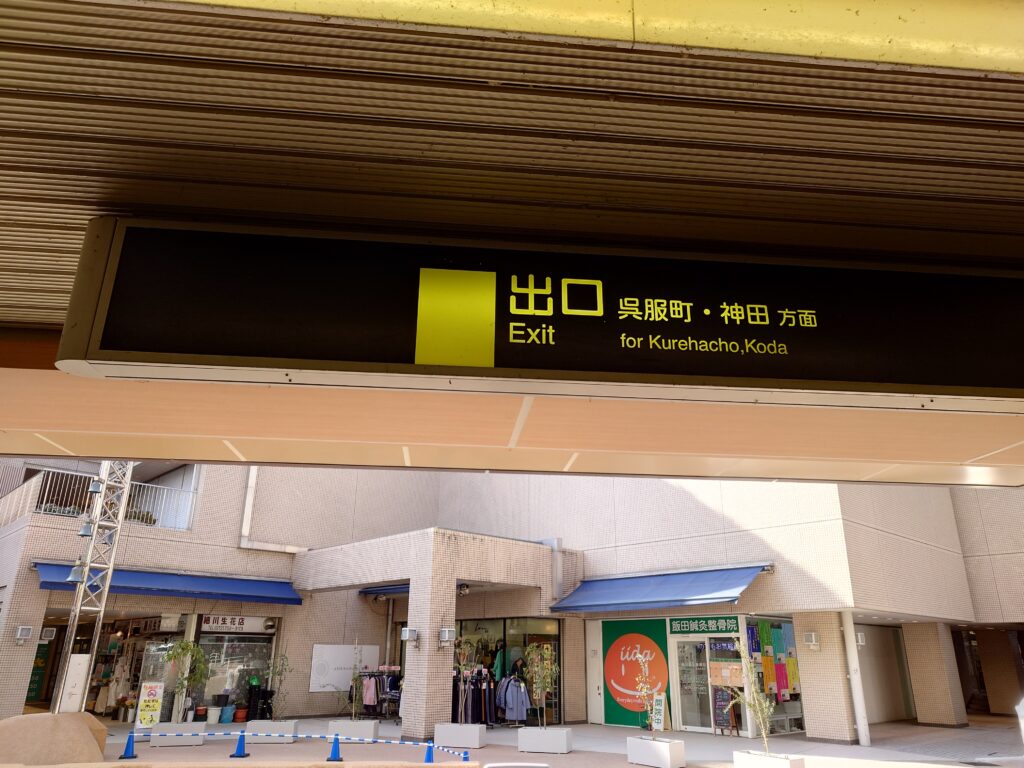 出口 呉服町・神田 方面
Exit for Kurehacho,Koda
細川生花店
飯田鍼灸整骨院
iida